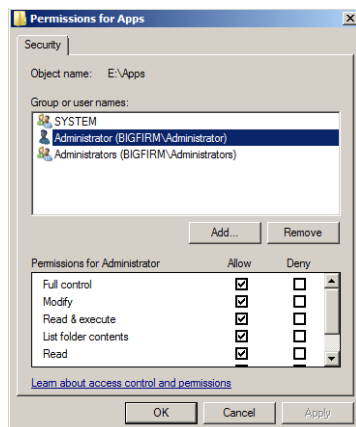 Permissions for Apps
Security
Object name: E:\Apps
Group or user names:
SYSTEM
Administrator (BIGFIRM\Administrator)
Administrators (BIGFIRM\Administrators)
Add... Remove
Permissions for Administrator Allow Deny
Full control
Modify
Read & execute
List folder contents
Read
Learn about access control and permissions
OK Cancel Apply